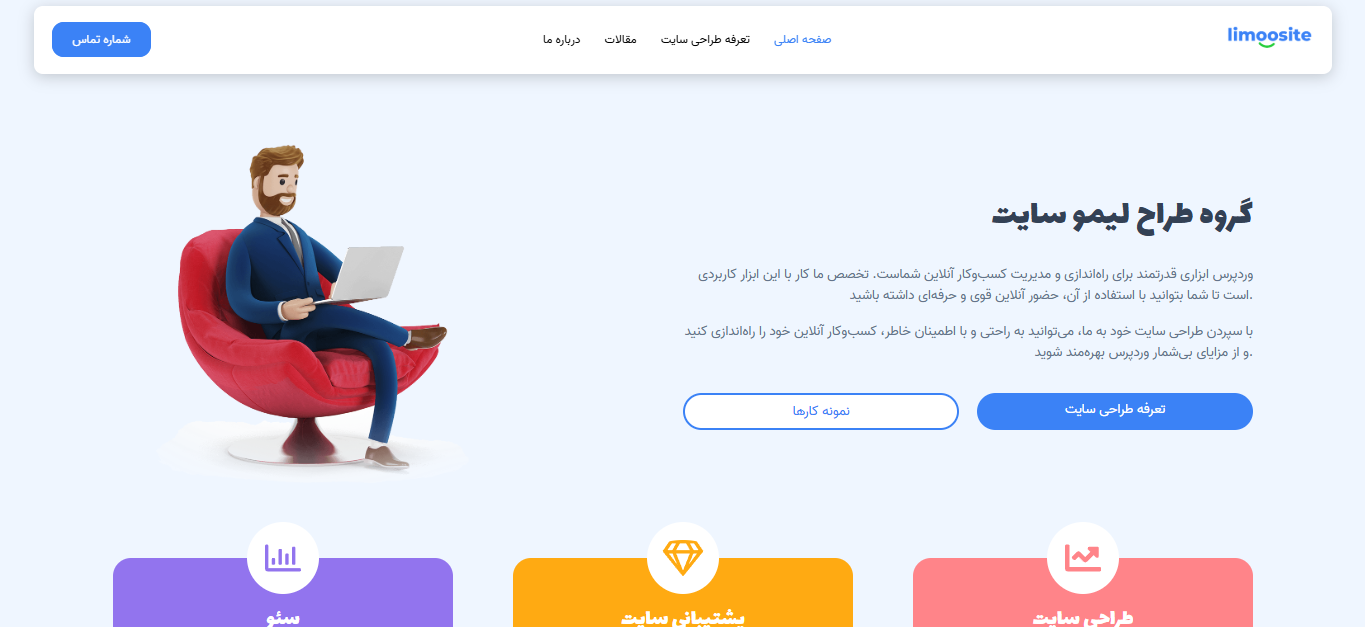 limoosite
صفحه اصلی
تعرفه طراحی سایت
مقالات
درباره ما
شماره تماس
گروه طراح لیمو سایت
وردپرس ابزاری قدرتمند برای راه‌اندازی و مدیریت کسب‌وکار آنلاین شماست. تخصص ما کار با این ابزار کاربردی
است تا شما بتوانید با استفاده از آن، حضور آنلاین قوی و حرفه‌ای داشته باشید.
با سپردن طراحی سایت خود به ما، می‌توانید به راحتی و با اطمینان خاطر، کسب‌وکار آنلاین خود را راه‌اندازی کنید
و از مزایای بی‌شمار وردپرس بهره‌مند شوید.
تعرفه طراحی سایت
نمونه کارها
طراحی سایت
پشتیبانی سایت
سئو